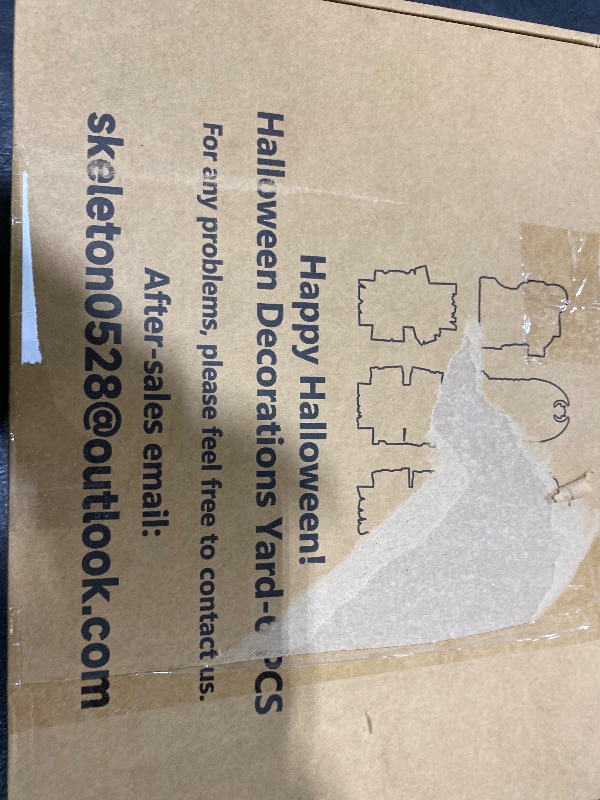 Happy Halloween!
Halloween Decorations Yard- PCS
For any problems, please feel free to contact us.
After-sales email:
skeleton0528@outlook.com